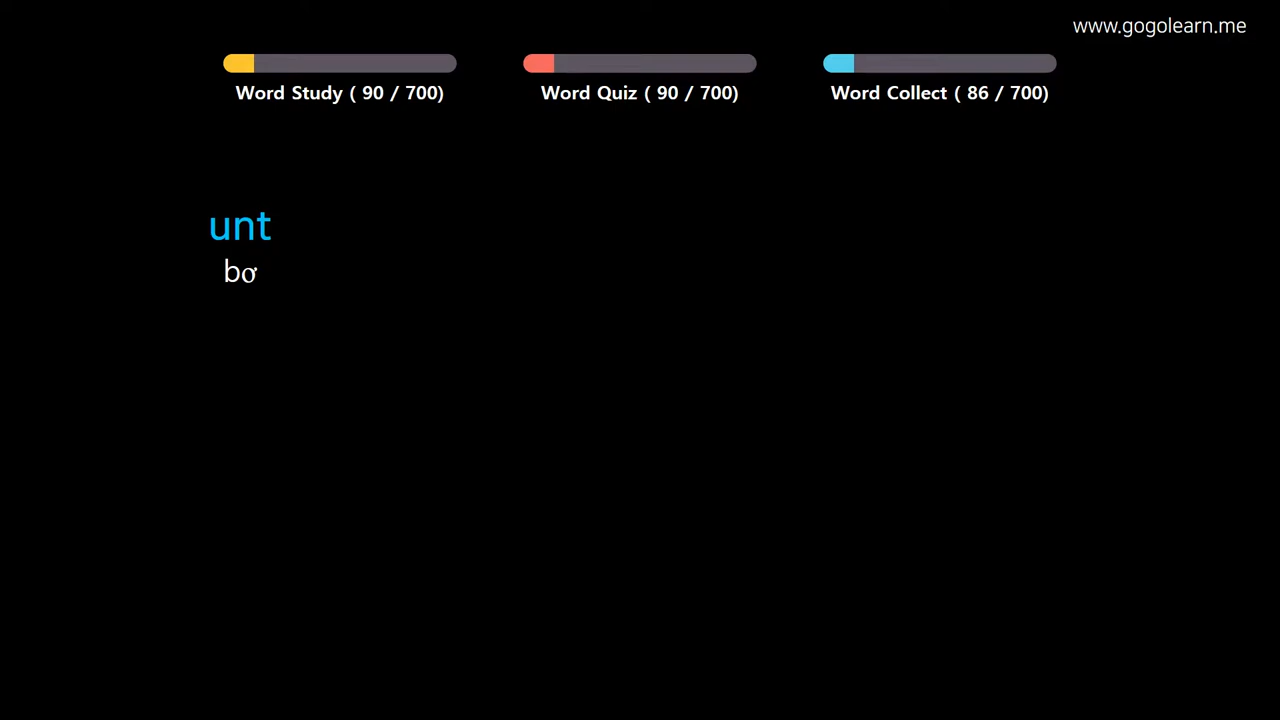 www.gogolearn.me
Word Study ( 90 / 700)
Word Quiz ( 90 / 700)
Word Collect ( 86 / 700)
unt
bơ